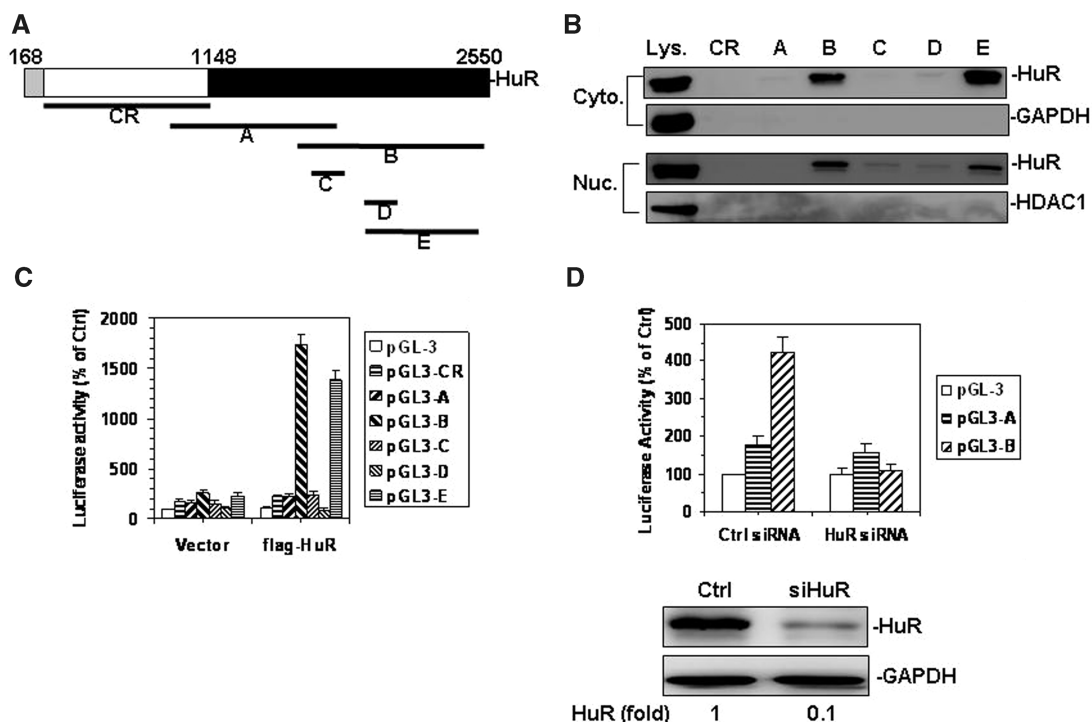 A
168 1148 2550
-HuR
CR
A
B
C
D
E
B
Lys. CR A B C D E
Cyto.
-HuR
-GAPDH
Nuc.
-HuR
-HDAC1
C
Luciferase activity (% of Ctrl)
2000
1500
1000
500
0
Vector flag-HuR
pGL-3
pGL3-CR
pGL3-A
pGL3-B
pGL3-C
pGL3-D
pGL3-E
D
Luciferase Activity (% of Ctrl)
500
400
300
200
100
0
Ctrl siRNA HuR siRNA
pGL-3
pGL3-A
pGL3-B
Ctrl siHuR
-HuR
-GAPDH
HuR (fold) 1 0.1